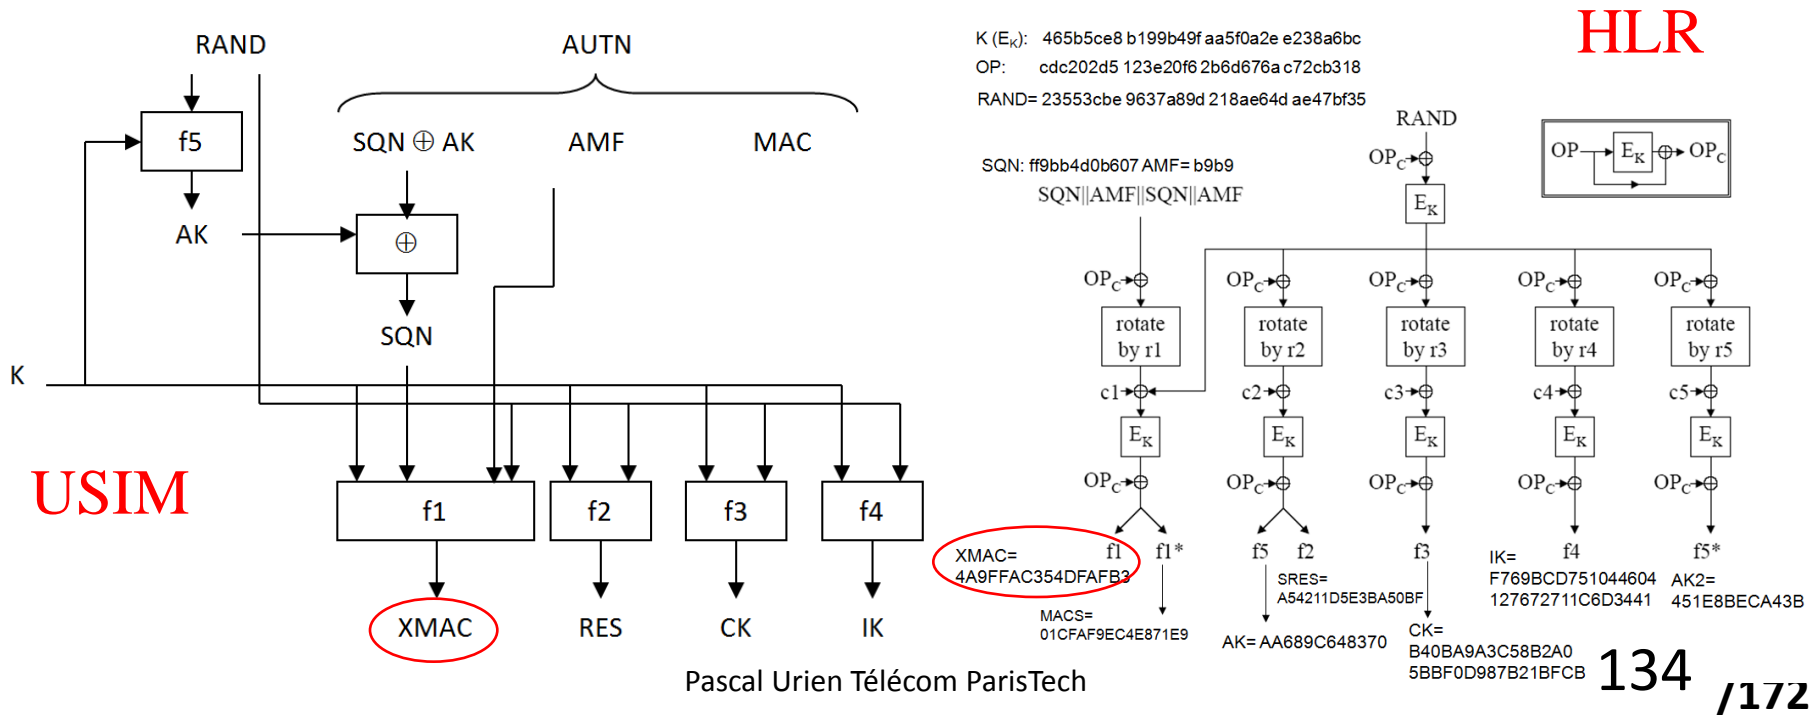 RAND
AUTN
f5
SQN ⊕ AK
AMF
MAC
AK
⊕
SQN
K
USIM
f1
f2
f3
f4
XMAC
RES
CK
IK
HLR
K (EK): 465b5ce8 b199b49f aa5f0a2e e238a6bc
OP: cdc202d5 123e20f6 2b6d676a c72cb318
RAND= 23553cbe 9637a89d 218ae64d ae47bf35
RAND
OPC
EK
OP
EK
OPC
SQN: ff9bb4d0b607 AMF= b9b9
SQN||AMF||SQN||AMF
OPC
OPC
OPC
OPC
OPC
rotate by r1
rotate by r2
rotate by r3
rotate by r4
rotate by r5
c1
c2
c3
c4
c5
EK
EK
EK
EK
EK
OPC
OPC
OPC
OPC
OPC
f1
f1*
f5
f2
f3
f4
f5*
XMAC=
4A9FFAC354DFAFB3
MACS=
01CFAF9EC4E871E9
SRES=
A54211D5E3BA50BF
AK= AA689C648370
CK=
B40BA9A3C58B2A0
5BBF0D987B21BFCB
IK=
F769BCD751044604
127672711C6D3441
AK2=
451E8BECA43B
Pascal Urien Télécom ParisTech
134
/172